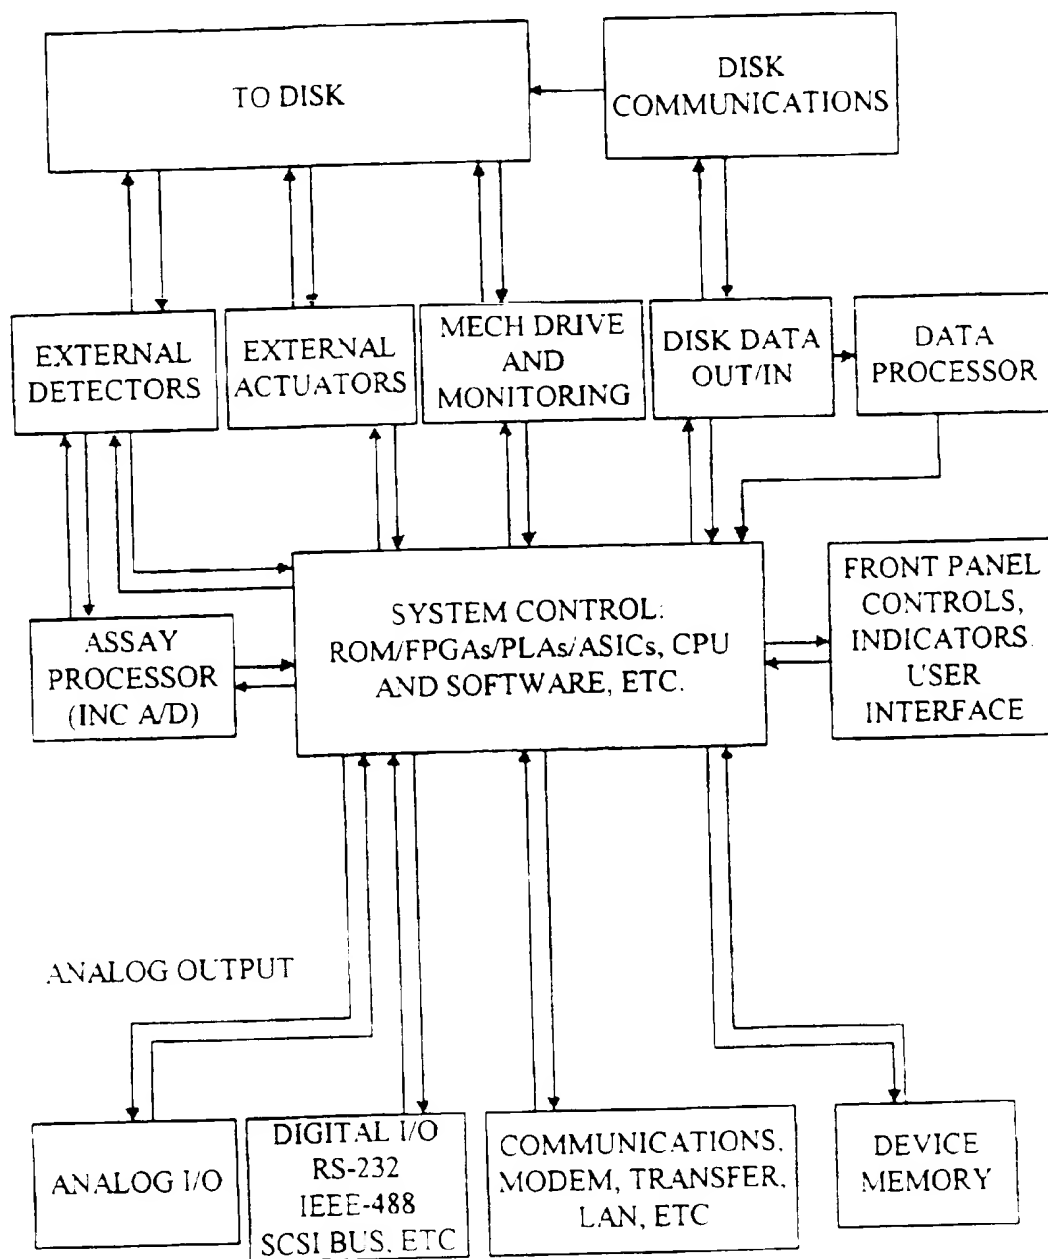 TO DISK
DISK
COMMUNICATIONS
EXTERNAL
DETECTORS
EXTERNAL
ACTUATORS
MECH DRIVE
AND
MONITORING
DISK DATA
OUT/IN
DATA
PROCESSOR
SYSTEM CONTROL:
ROM/FPGAs/PLAs/ASICs, CPU
AND SOFTWARE, ETC.
FRONT PANEL
CONTROLS,
INDICATORS.
USER
INTERFACE
ASSAY
PROCESSOR
(INC A/D)
ANALOG OUTPUT
ANALOG I/O
DIGITAL I/O
RS-232
IEEE-488
SCSI BUS, ETC
COMMUNICATIONS.
MODEM, TRANSFER.
LAN, ETC
DEVICE
MEMORY